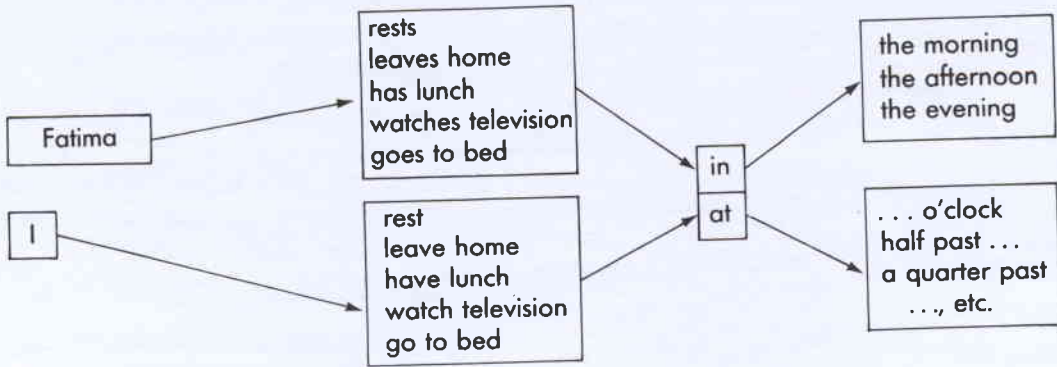 Fatima
I
rests
leaves home
has lunch
watches television
goes to bed
rest
leave home
have lunch
watch television
go to bed
in
at
the morning
the afternoon
the evening
. . . o'clock
half past . . .
a quarter past
. . ., etc.